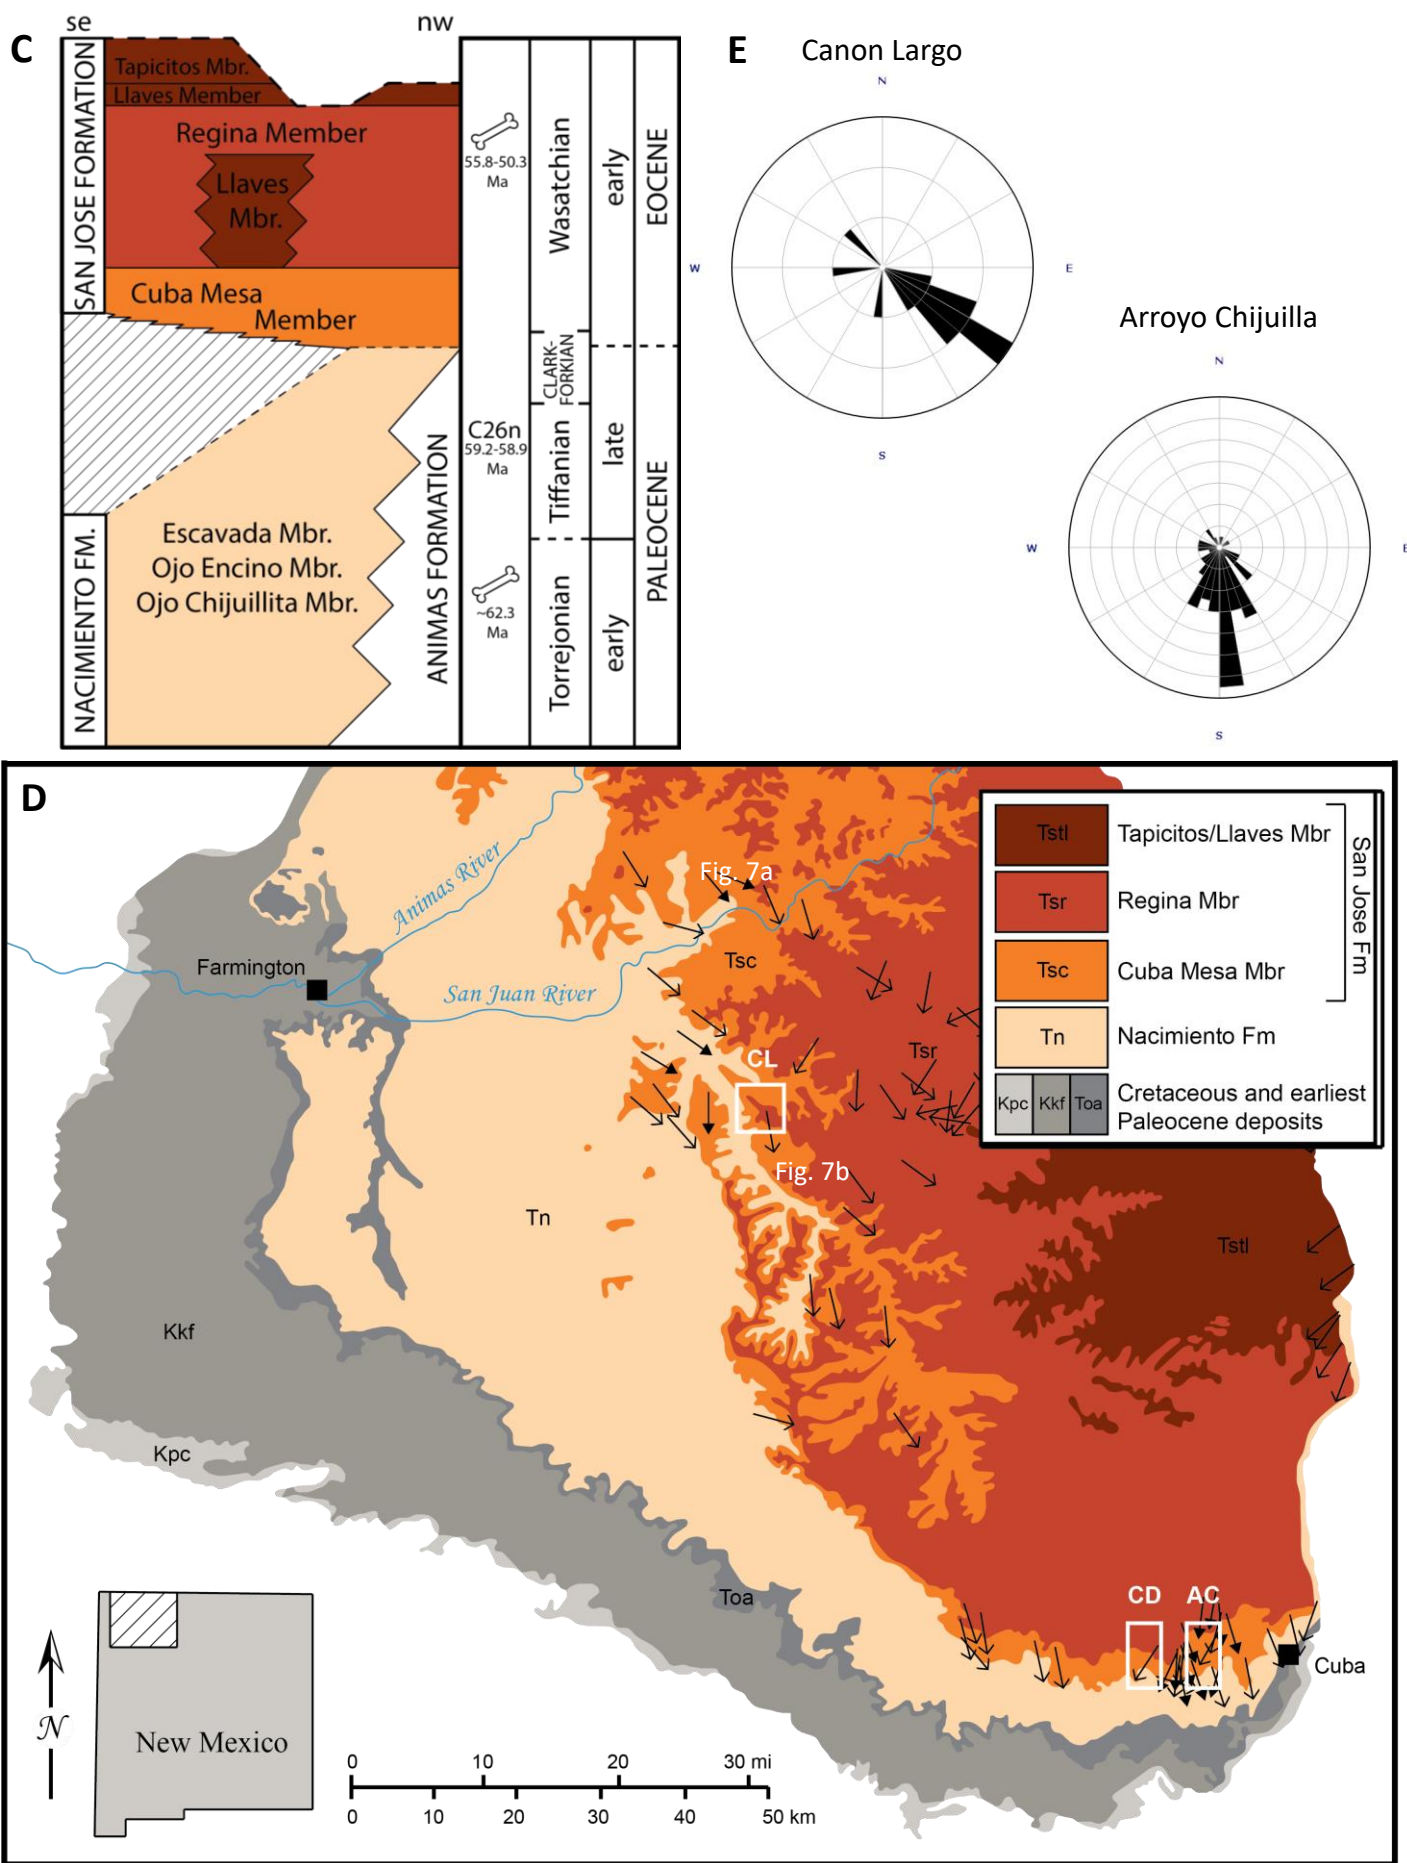 C
se
nw
SAN JOSE FORMATION
NACIMIENTO FM.
Tapicitos Mbr.
Llaves Member
Regina Member
Llaves
Mbr.
Cuba Mesa
Member
Escavada Mbr.
Ojo Encino Mbr.
Ojo Chijuillita Mbr.
ANIMAS FORMATION
55.8-50.3
Ma
C26n
59.2-58.9
Ma
~62.3
Ma
Wasatchian
CLARK-
FORKIAN
Tiffanian
Torrejonian
early
late
early
EOCENE
PALEOCENE
E
Canon Largo
N
W
E
S
Arroyo Chijuilla
N
W
E
S
D
Tstl
Tapicitos/Llaves Mbr
Tsr
Regina Mbr
Tsc
Cuba Mesa Mbr
San Jose Fm
Tn
Nacimiento Fm
Kpc
Kkf
Toa
Cretaceous and earliest
Paleocene deposits
Fig. 7a
Animas River
Farmington
San Juan River
Tsc
Tsr
CL
Fig. 7b
Tn
Tstl
Kkf
Kpc
Toa
CD
AC
Cuba
N
New Mexico
0
10
20
30 mi
0
10
20
30
40
50 km